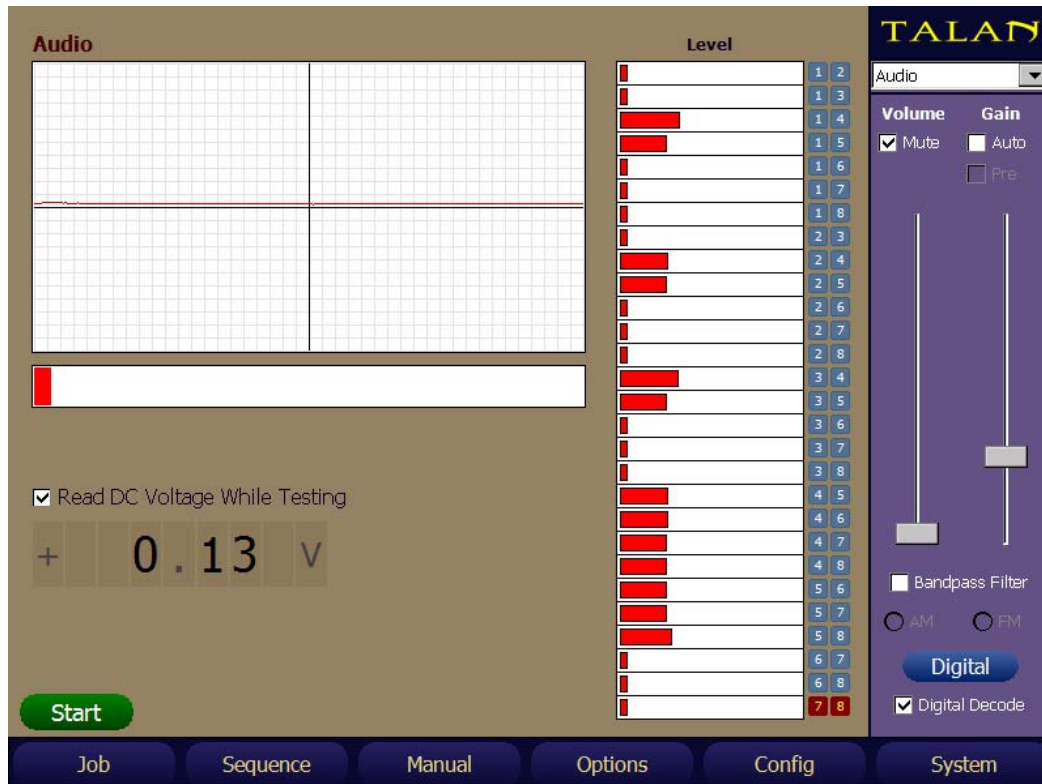 TALAN
Audio
Level
Audio
Volume Gain
Mute Auto
Pre
1 2
1 3
1 4
1 5
1 6
1 7
1 8
2 3
2 4
2 5
2 6
2 7
2 8
3 4
3 5
3 6
3 7
3 8
4 5
4 6
4 7
4 8
5 6
5 7
5 8
6 7
6 8
7 8
Read DC Voltage While Testing
+ 0.13 V
Bandpass Filter
AM FM
Digital
Digital Decode
Start
Job Sequence Manual Options Config System